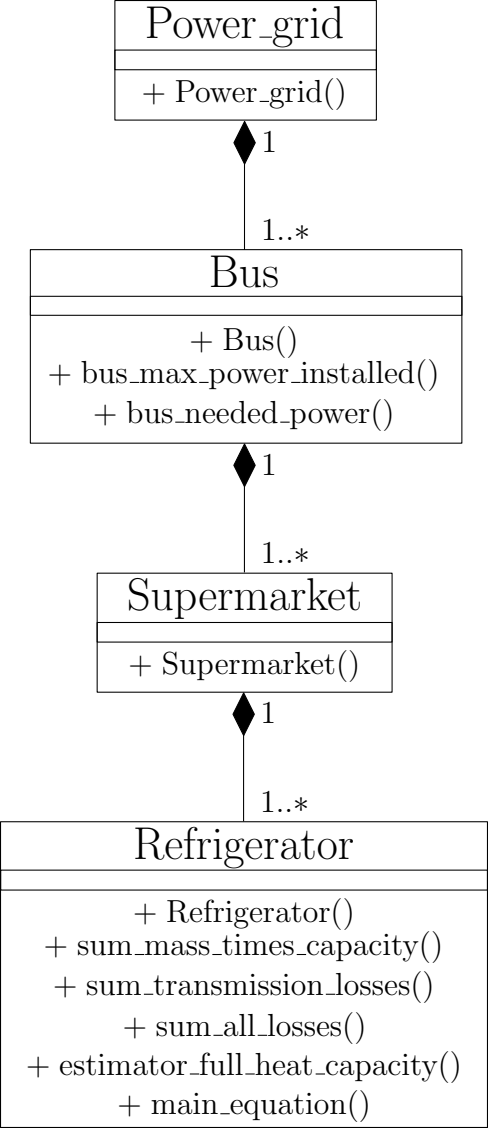 Power_grid
+ Power_grid()
1
1..*
Bus
+ Bus()
+ bus_max_power_installed()
+ bus_needed_power()
1
1..*
Supermarket
+ Supermarket()
1
1..*
Refrigerator
+ Refrigerator()
+ sum_mass_times_capacity()
+ sum_transmission_losses()
+ sum_all_losses()
+ estimator_full_heat_capacity()
+ main_equation()